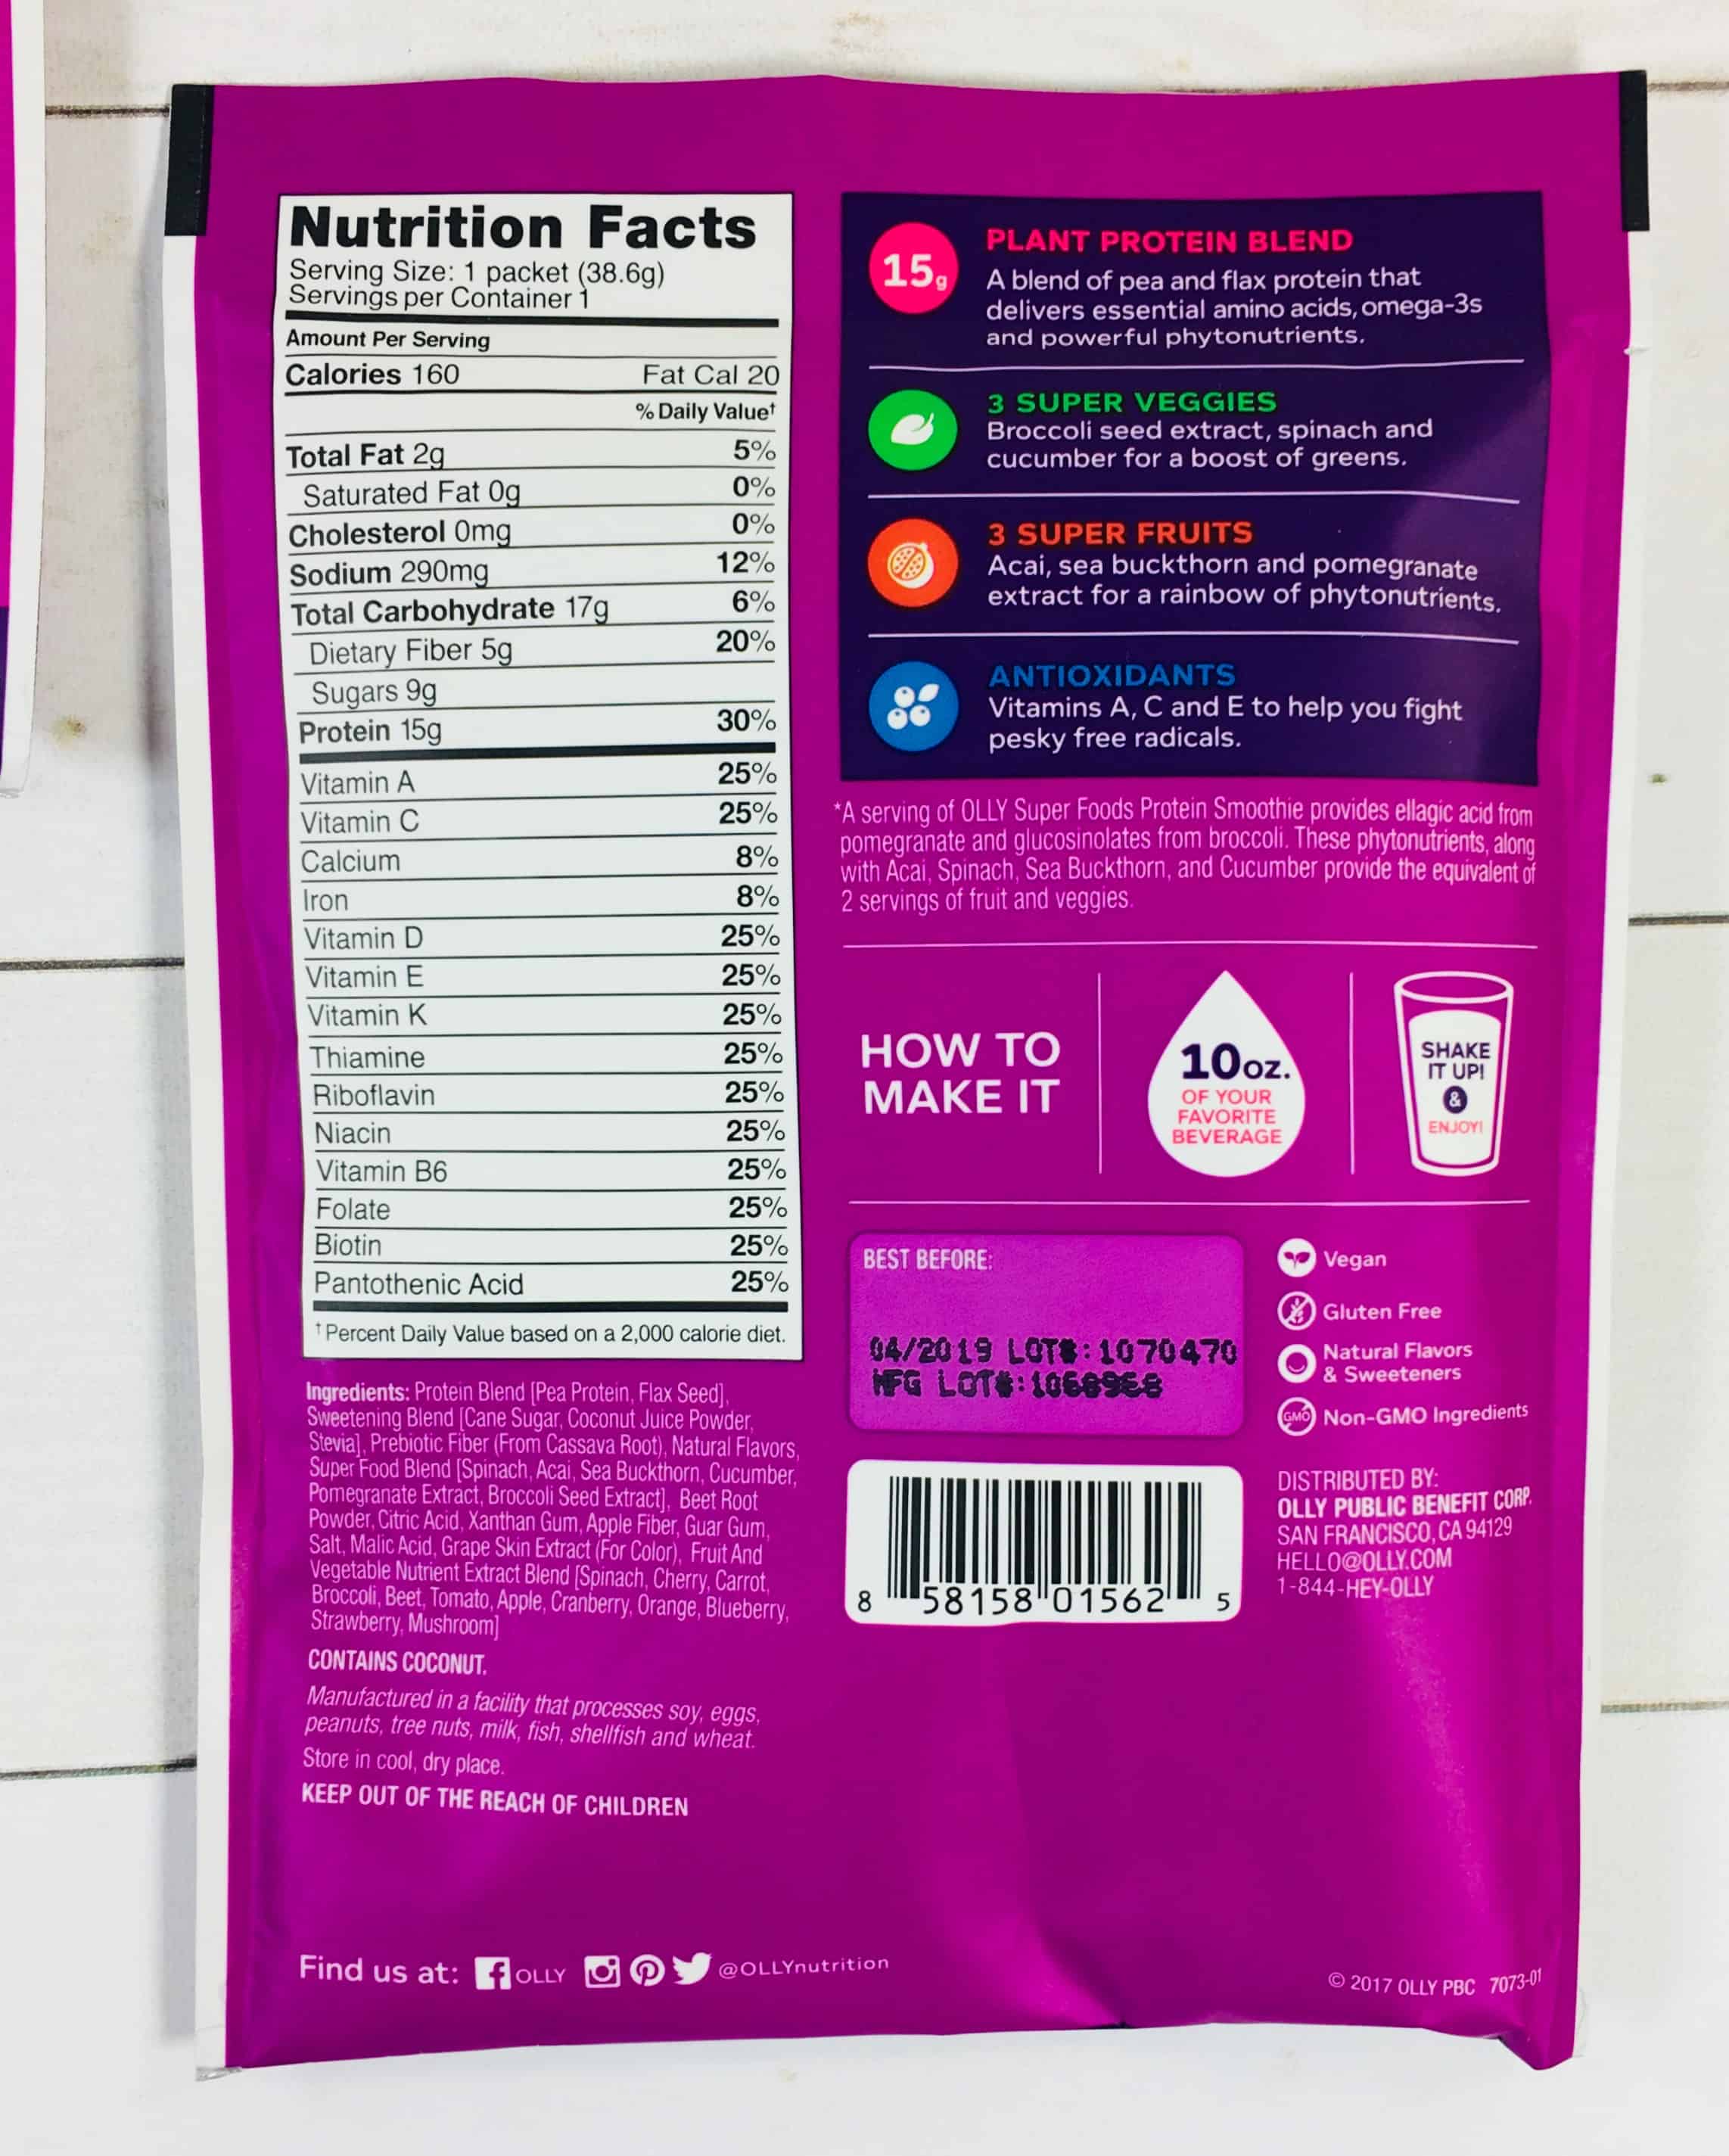 Nutrition Facts
Serving Size: 1 packet (38.6g)
Servings per Container 1
Amount Per Serving
Calories 160 Fat Cal 20
% Daily Value†
Total Fat 2g 5%
Saturated Fat 0g 0%
Cholesterol 0mg 0%
Sodium 290mg 12%
Total Carbohydrate 17g 6%
Dietary Fiber 5g 20%
Sugars 9g
Protein 15g 30%
Vitamin A 25%
Vitamin C 25%
Calcium 8%
Iron 8%
Vitamin D 25%
Vitamin E 25%
Vitamin K 25%
Thiamine 25%
Riboflavin 25%
Niacin 25%
Vitamin B6 25%
Folate 25%
Biotin 25%
Pantothenic Acid 25%
†Percent Daily Value based on a 2,000 calorie diet.
Ingredients: Protein Blend [Pea Protein, Flax Seed],
Sweetening Blend [Cane Sugar, Coconut Juice Powder,
Stevia], Prebiotic Fiber (From Cassava Root), Natural Flavors,
Super Food Blend [Spinach, Acai, Sea Buckthorn, Cucumber,
Pomegranate Extract, Broccoli Seed Extract], Beet Root
Powder, Citric Acid, Xanthan Gum, Apple Fiber, Guar Gum,
Salt, Malic Acid, Grape Skin Extract (For Color), Fruit And
Vegetable Nutrient Extract Blend [Spinach, Cherry, Carrot,
Broccoli, Beet, Tomato, Apple, Cranberry, Orange, Blueberry,
Strawberry, Mushroom]
CONTAINS COCONUT.
Manufactured in a facility that processes soy, eggs,
peanuts, tree nuts, milk, fish, shellfish and wheat.
Store in cool, dry place.
KEEP OUT OF THE REACH OF CHILDREN
15g
PLANT PROTEIN BLEND
A blend of pea and flax protein that
delivers essential amino acids, omega-3s
and powerful phytonutrients.
3 SUPER VEGGIES
Broccoli seed extract, spinach and
cucumber for a boost of greens.
3 SUPER FRUITS
Acai, sea buckthorn and pomegranate
extract for a rainbow of phytonutrients.
ANTIOXIDANTS
Vitamins A, C and E to help you fight
pesky free radicals.
*A serving of OLLY Super Foods Protein Smoothie provides ellagic acid from
pomegranate and glucosinolates from broccoli. These phytonutrients, along
with Acai, Spinach, Sea Buckthorn, and Cucumber provide the equivalent of
2 servings of fruit and veggies.
HOW TO
MAKE IT
10oz.
OF YOUR
FAVORITE
BEVERAGE
SHAKE
IT UP!
&
ENJOY!
BEST BEFORE:
04/2019 LOT#:1070470
MFG LOT#:1068968
Vegan
Gluten Free
Natural Flavors
& Sweeteners
GMO Non-GMO Ingredients
8 58158 01562 5
DISTRIBUTED BY:
OLLY PUBLIC BENEFIT CORP.
SAN FRANCISCO, CA 94129
HELLO@OLLY.COM
1-844-HEY-OLLY
Find us at: OLLY @OLLYnutrition
© 2017 OLLY PBC 7073-01